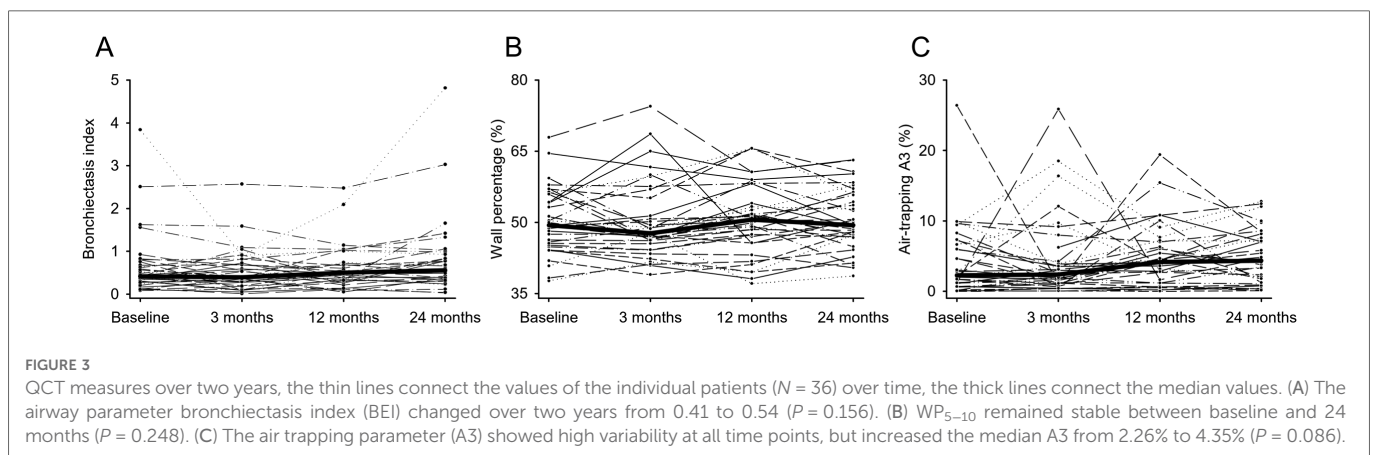 A
B
C
5
4
3
2
1
0
Bronchiectasis index
Baseline 3 months 12 months 24 months
80
65
50
35
Wall percentage (%)
Baseline 3 months 12 months 24 months
30
20
10
0
Air-trapping A3 (%)
Baseline 3 months 12 months 24 months
FIGURE 3
QCT measures over two years, the thin lines connect the values of the individual patients (N = 36) over time, the thick lines connect the median values. (A) The
airway parameter bronchiectasis index (BEI) changed over two years from 0.41 to 0.54 (P = 0.156). (B) WP5–10 remained stable between baseline and 24
months (P = 0.248). (C) The air trapping parameter (A3) showed high variability at all time points, but increased the median A3 from 2.26% to 4.35% (P = 0.086).